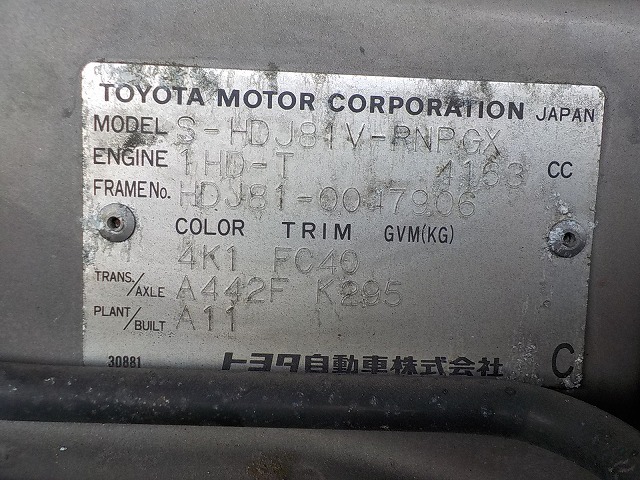 TOYOTA MOTOR CORPORATION JAPAN
MODEL S-HDJ81V-RNPGX
ENGINE 1HD-T 4163 CC
FRAME No. HDJ81-0047906
COLOR TRIM GVM(KG)
4K1 FC40
TRANS./AXLE A442F K295
PLANT/BUILT A11
30881 トヨタ自動車株式会社 C